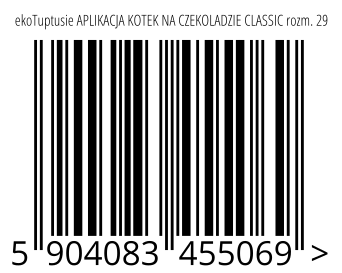 ekoTuptusie APLIKACJA KOTEK NA CZEKOLADZIE CLASSIC rozm. 29
5 904083 455069 >